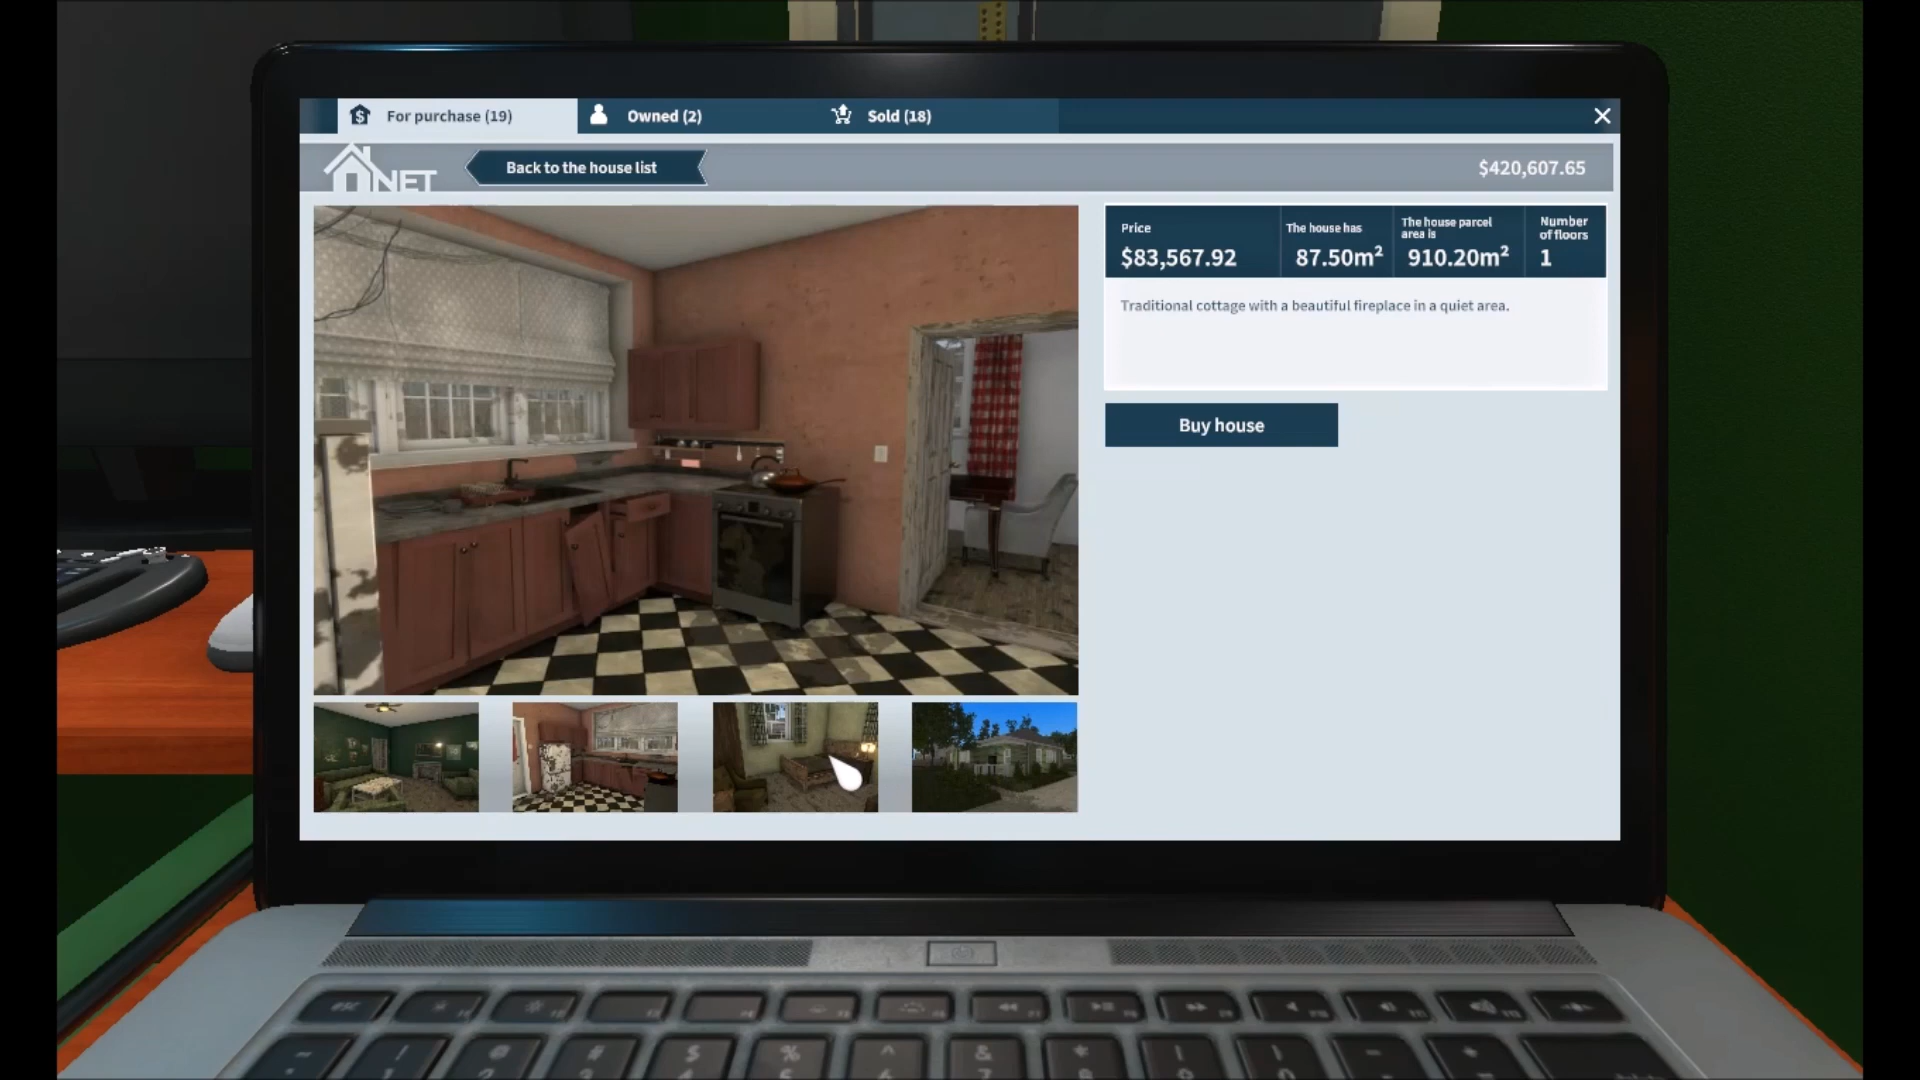 For purchase (19)
Owned (2)
Sold (18)
NET
Back to the house list
$420,607.65
Price
$83,567.92
The house has
87.50m²
The house parcel
area is
910.20m²
Number
of floors
1
Traditional cottage with a beautiful fireplace in a quiet area.
Buy house
esc
! @ # $ % ^ &